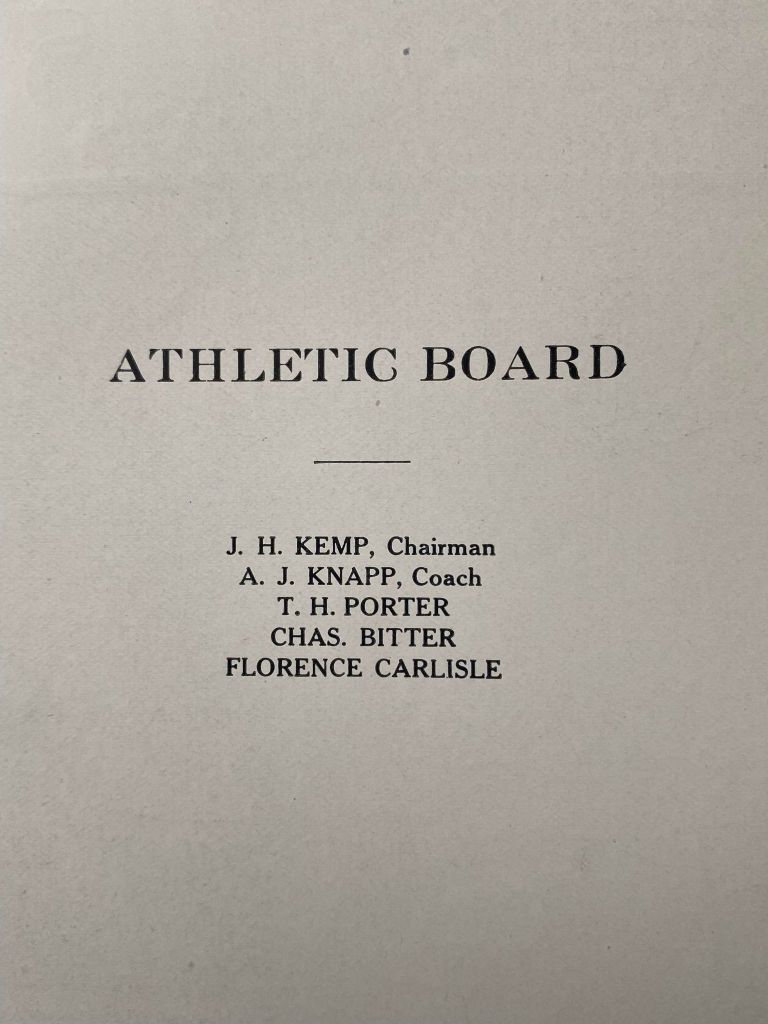 ATHLETIC BOARD
J. H. KEMP, Chairman
A. J. KNAPP, Coach
T. H. PORTER
CHAS. BITTER
FLORENCE CARLISLE